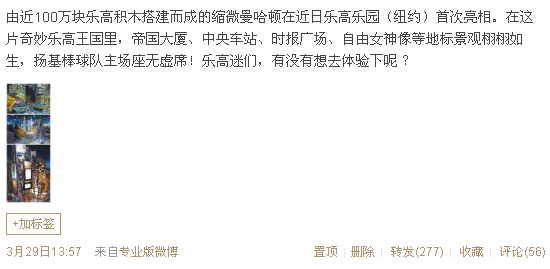 由近100万块乐高积木搭建而成的缩微曼哈顿在近日乐高乐园（纽约）首次亮相。在这
片奇妙乐高王国里，帝国大厦、中央车站、时报广场、自由女神像等地标景观栩栩如
生，扬基棒球队主场座无虚席！乐高迷们，有没有想去体验下呢？
+加标签
3月29日13:57 来自专业版微博 置顶 | 删除 | 转发(277) | 收藏 | 评论(56)